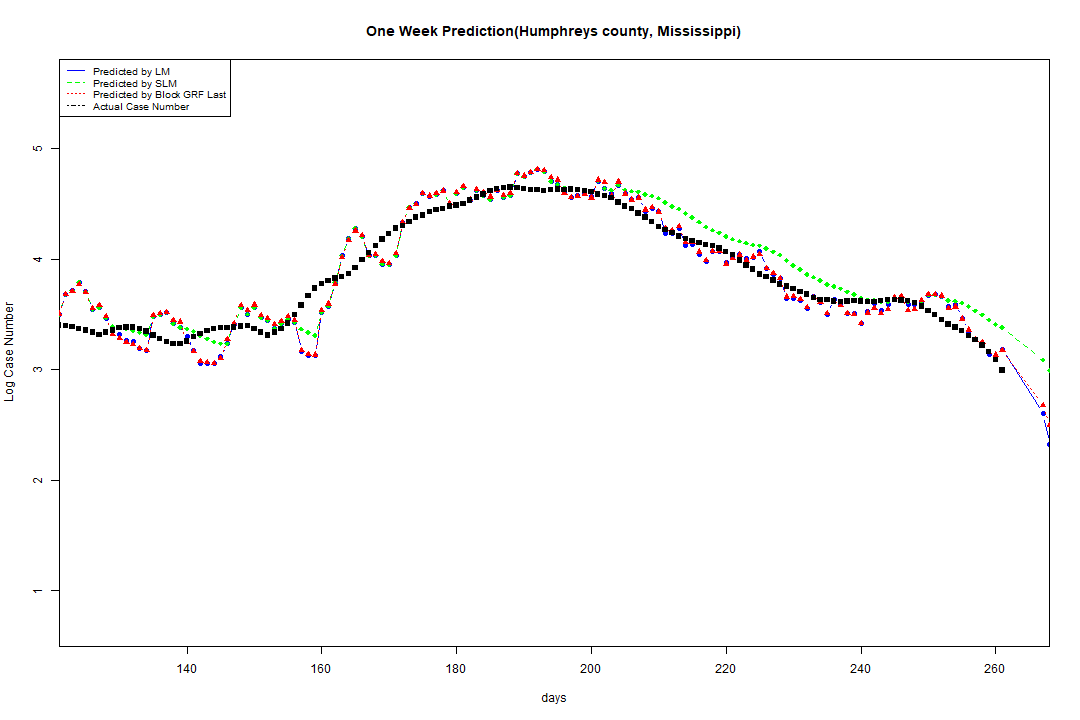 One Week Prediction(Humphreys county, Mississippi)
Predicted by LM
Predicted by SLM
Predicted by Block GRF Last
Actual Case Number
5
4
3
2
1
Log Case Number
140 160 180 200 220 240 260
days